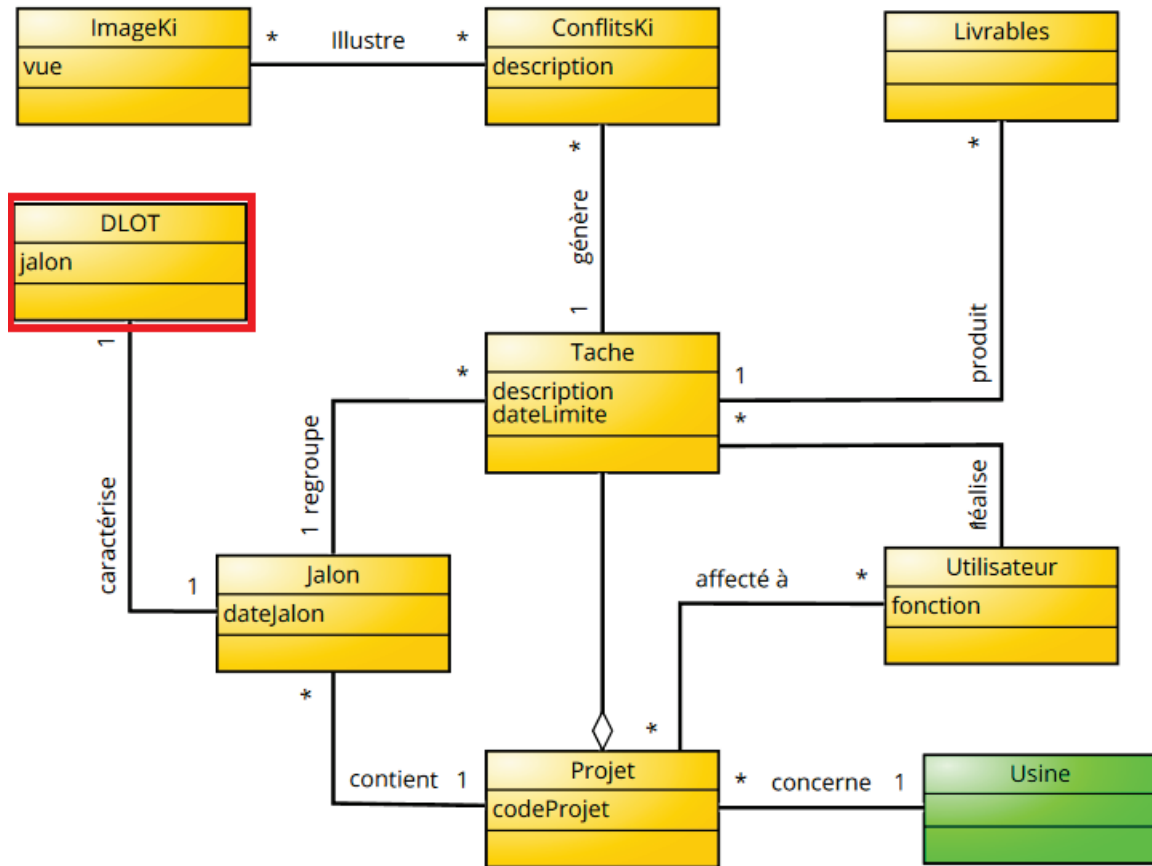 ImageKi
vue
* Illustre *
ConflitsKi
description
Livrables
*
*
DLOT
jalon
génère
produit
1
1
Tache
description
dateLimite
*
1
*
regroupe
1
caractérise
réalise
Jalon
dateJalon
1
affecté à *
Utilisateur
fonction
*
*
contient 1
Projet
codeProjet
* concerne 1
Usine